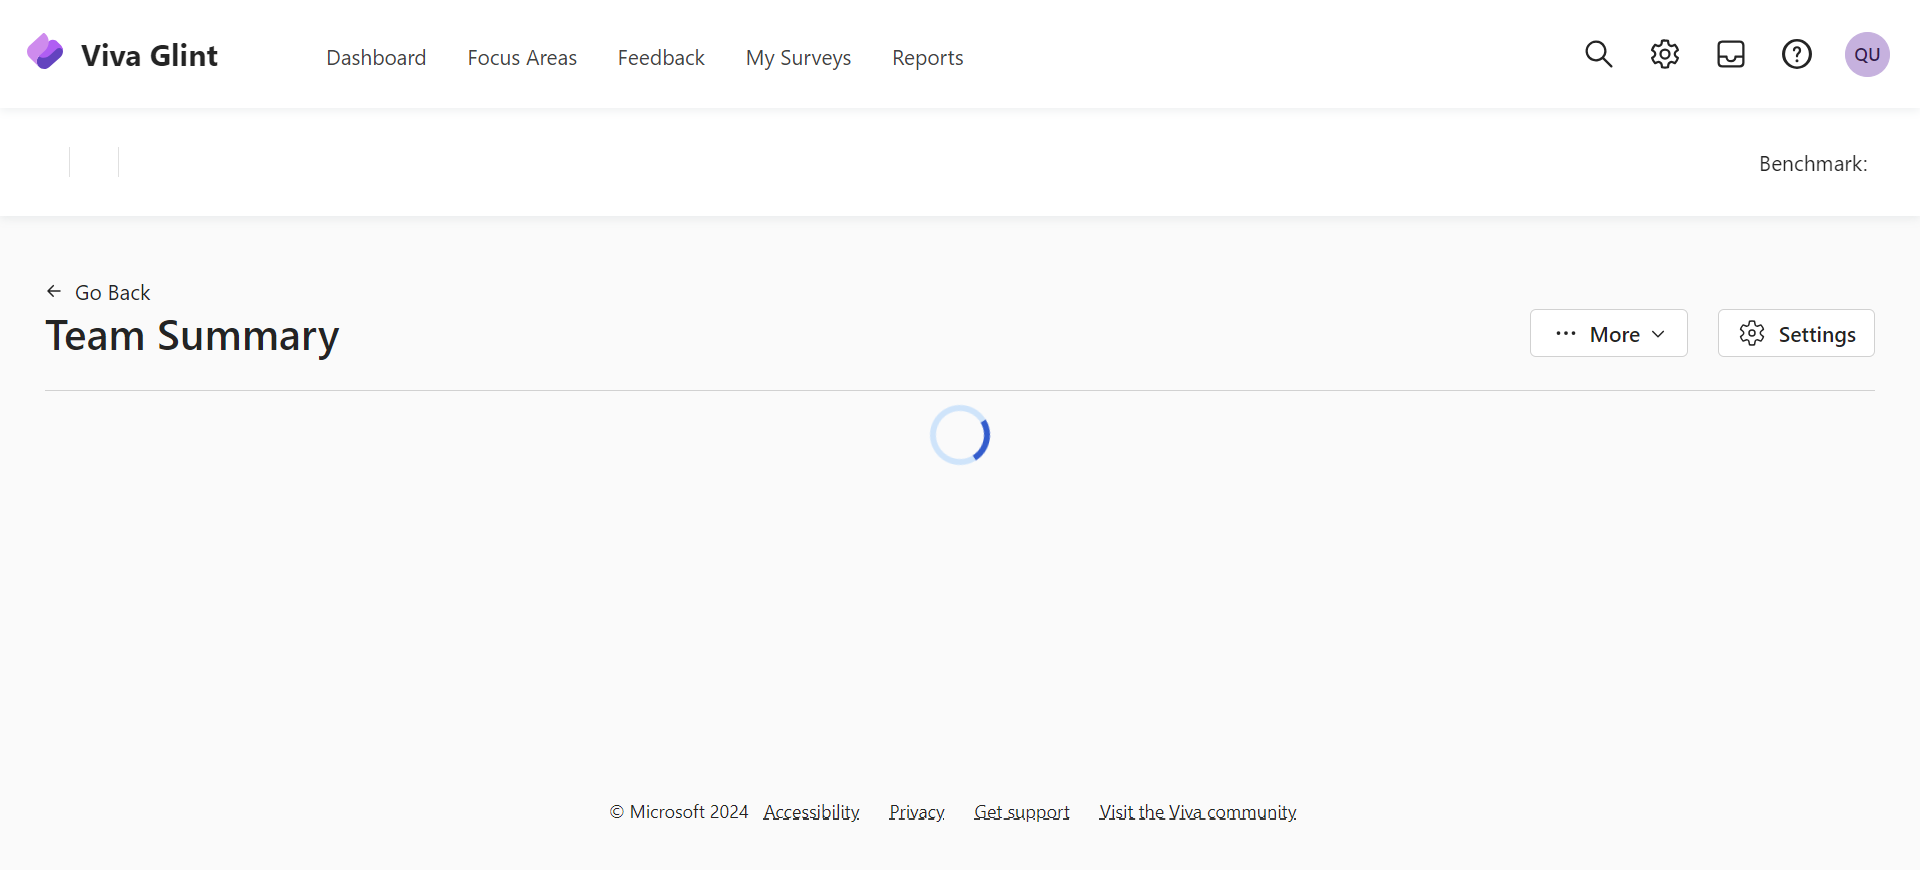 Viva Glint
Dashboard
Focus Areas
Feedback
My Surveys
Reports
QU
Benchmark:
Go Back
Team Summary
More
Settings
© Microsoft 2024 Accessibility Privacy Get support Visit the Viva community